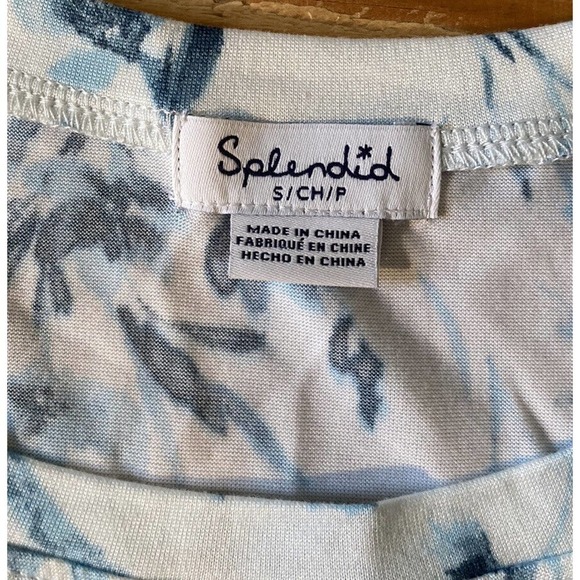 Splendid
S/CH/P
MADE IN CHINA
FABRIQUÉ EN CHINE
HECHO EN CHINA